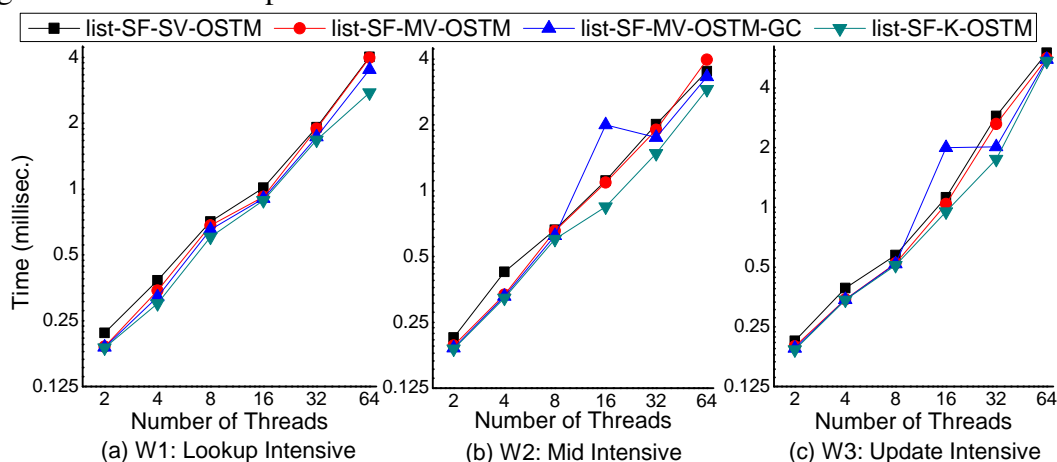 list-SF-SV-OSTM list-SF-MV-OSTM list-SF-MV-OSTM-GC list-SF-K-OSTM
Time (millisec.)
4
2
1
0.5
0.25
0.125
2 4 8 16 32 64
Number of Threads
(a) W1: Lookup Intensive
4
2
1
0.5
0.25
0.125
2 4 8 16 32 64
Number of Threads
(b) W2: Mid Intensive
4
2
1
0.5
0.25
0.125
2 4 8 16 32 64
Number of Threads
(c) W3: Update Intensive